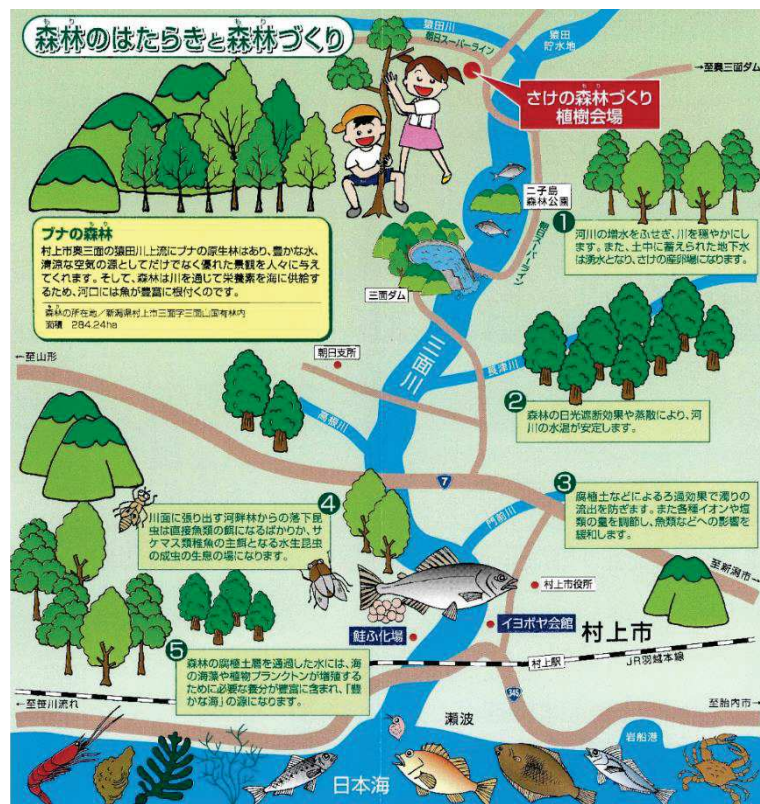 森林のはたらきと森林づくり
もり
もり
猿田川
朝日スーパーライン
猿田
貯水地
→至奥三面ダム
もり
さけの森林づくり
植樹会場
二子島
森林公園
朝日スーパーライン
1
河川の増水をふせぎ、川を穏やかにし
ます。また、土中に蓄えられた地下水
は湧水となり、さけの産卵場になります。
ブナの森林
村上市奥三面の猿田川上流にブナの原生林はあり、豊かな水、
清涼な空気の源としてだけでなく優れた景観を人々に与え
てくれます。そして、森林は川を通じて栄養素を海に供給す
るため、河口には魚が豊富に根付くのです。
森林の所在地／新潟県村上市三面字三面山国有林内
面積 284.24ha
三面ダム
三面川
←至山形
朝日支所
長津川
高根川
2
森林の日光遮断効果や蒸散により、河
川の水温が安定します。
7
3
腐植土などによるろ過効果で濁りの
流出を防ぎます。また各種イオンや塩
類の量を調節し、魚類などへの影響を
緩和します。
門前川
4
川面に張り出す河畔林からの落下昆
虫は直接魚類の餌になるばかりか、サ
ケマス類稚魚の主餌となる水生昆虫
の成虫の生息の場になります。
→至新潟市
村上市役所
イヨボヤ会館
村上市
鮭ふ化場
5
森林の腐植土層を通過した水には、海
の海藻や植物プランクトンが増殖する
ために必要な養分が豊富に含まれ、「豊
かな海」の源になります。
村上駅
JR羽越本線
345
←至笹川流れ
瀬波
→至胎内市
岩船港
日本海